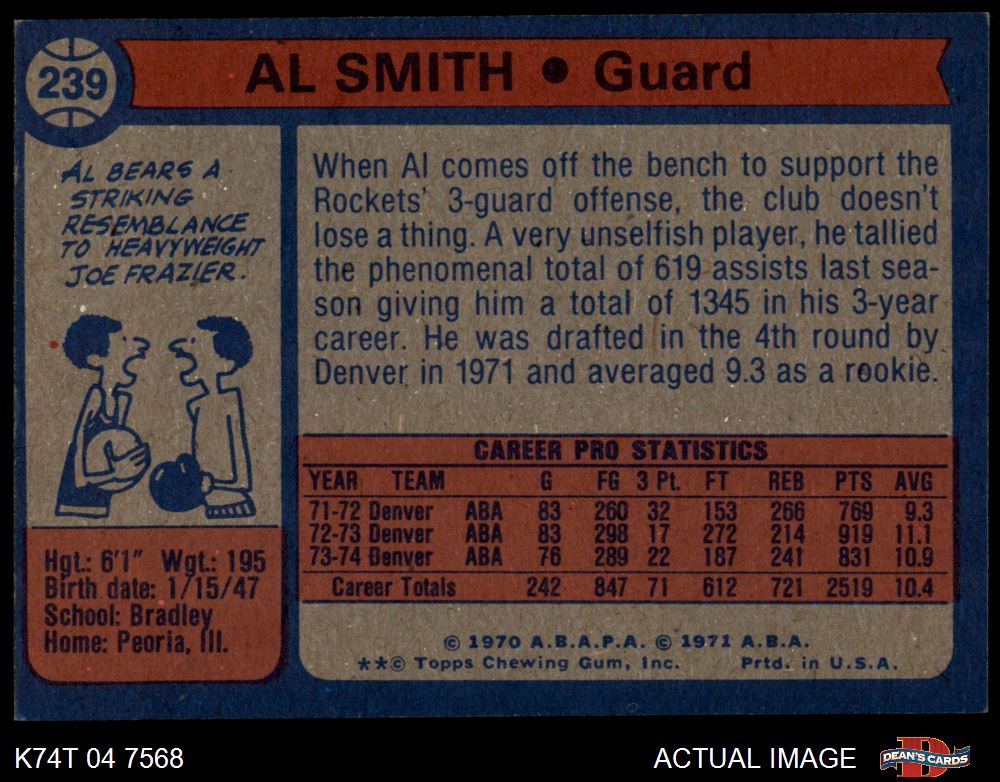 239
AL SMITH • Guard
AL BEARS A
STRIKING
RESEMBLANCE
TO HEAVYWEIGHT
JOE FRAZIER.
When Al comes off the bench to support the
Rockets' 3-guard offense, the club doesn't
lose a thing. A very unselfish player, he tallied
the phenomenal total of 619 assists last sea-
son giving him a total of 1345 in his 3-year
career. He was drafted in the 4th round by
Denver in 1971 and averaged 9.3 as a rookie.
Hgt.: 6'1" Wgt.: 195
Birth date: 1/15/47
School: Bradley
Home: Peoria, Ill.
CAREER PRO STATISTICS
YEAR TEAM G FG 3 Pt. FT REB PTS AVG
71-72 Denver ABA 83 260 32 153 266 769 9.3
72-73 Denver ABA 83 298 17 272 214 919 11.1
73-74 Denver ABA 76 289 22 187 241 831 10.9
Career Totals 242 847 71 612 721 2519 10.4
© 1970 A.B.A.P.A. © 1971 A.B.A.
**© Topps Chewing Gum, Inc. Prtd. in U.S.A.
K74T 04 7568
ACTUAL IMAGE
DEAN'S CARDS